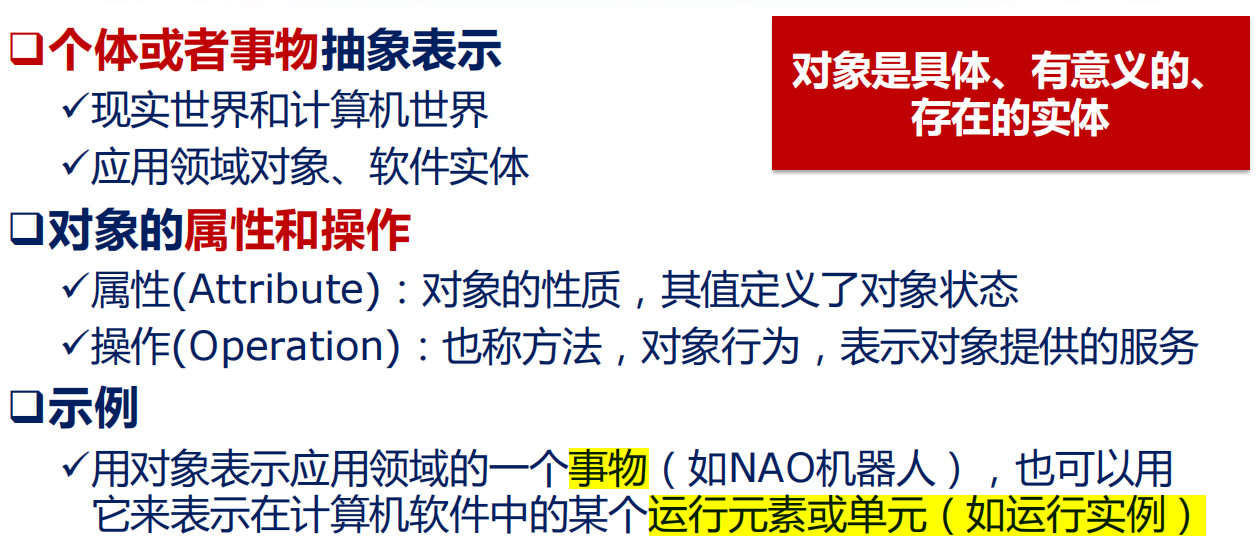 ❑个体或者事物抽象表示
✓现实世界和计算机世界
✓应用领域对象、软件实体
对象是具体、有意义的、
存在的实体
❑对象的属性和操作
✓属性(Attribute)：对象的性质，其值定义了对象状态
✓操作(Operation)：也称方法，对象行为，表示对象提供的服务
❑示例
✓用对象表示应用领域的一个事物（如NAO机器人），也可以用
它来表示在计算机软件中的某个运行元素或单元（如运行实例）